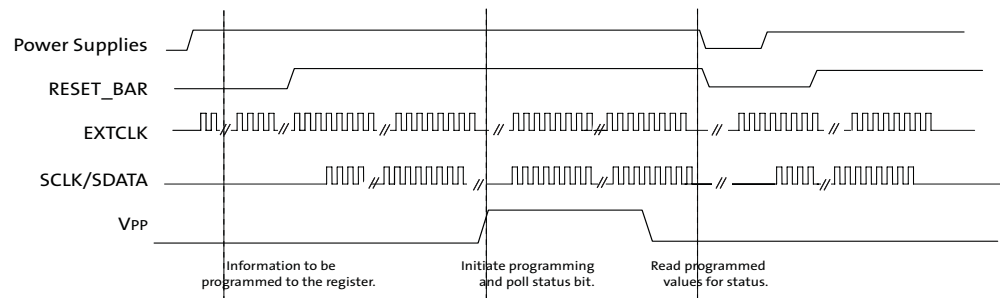 Power Supplies
RESET_BAR
EXTCLK
SCLK/SDATA
VPP
Information to be
programmed to the register.
Initiate programming
and poll status bit.
Read programmed
values for status.